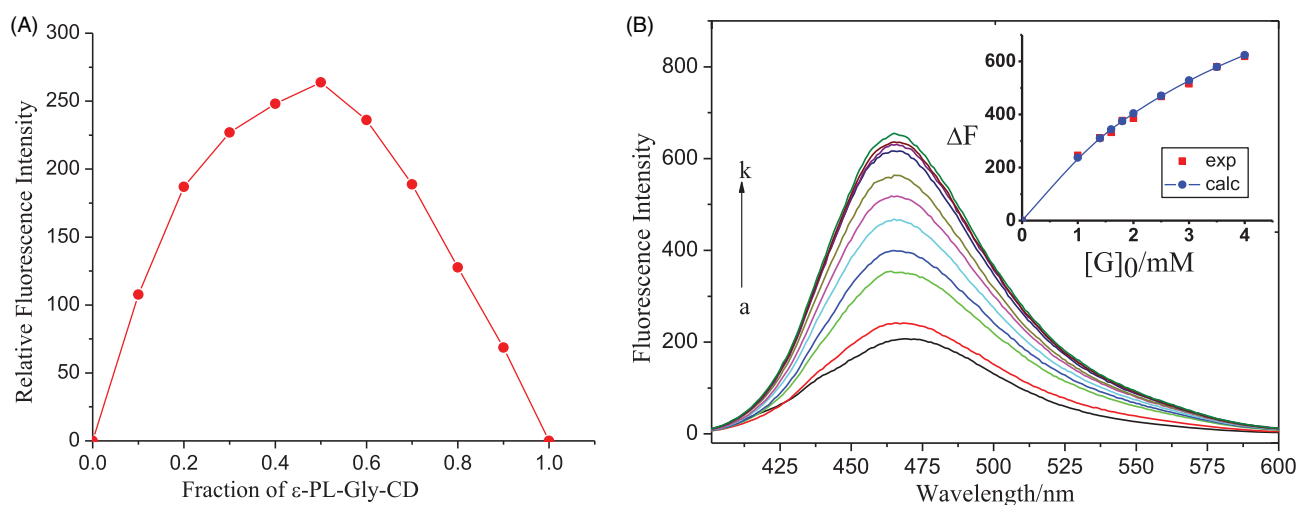 (A)
300
250
200
150
100
50
0
Relative Fluorescence Intensity
0.0 0.2 0.4 0.6 0.8 1.0
Fraction of ε-PL-Gly-CD
(B)
800
600
400
200
0
Fluorescence Intensity
k
a
425 450 475 500 525 550 575 600
Wavelength/nm
600
400
200
0
ΔF
exp
calc
0 1 2 3 4
[G]0/mM